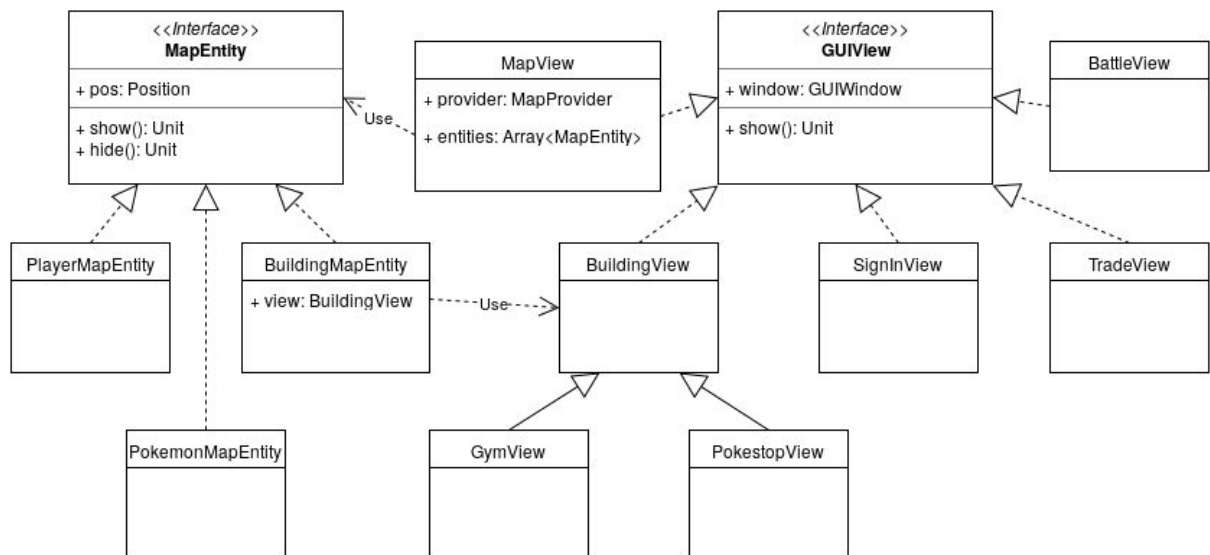 <<Interface>>
MapEntity
+ pos: Position
+ show(): Unit
+ hide(): Unit
Use
MapView
+ provider: MapProvider
+ entities: Array<MapEntity>
<<Interface>>
GUIView
+ window: GUIWindow
+ show(): Unit
BattleView
PlayerMapEntity
BuildingMapEntity
+ view: BuildingView
Use
BuildingView
SignInView
TradeView
PokemonMapEntity
GymView
PokestopView